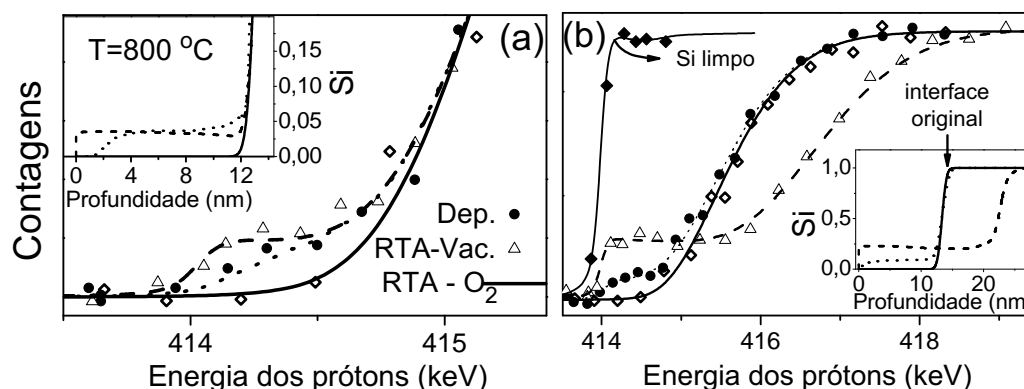 (a)
T=800 °C
0,15
0,10
0,05
0,00
Si
0 4 8 12
Profundidade (nm)
Contagens
Dep.
RTA-Vac.
RTA - O2
414 415
Energia dos prótons (keV)
(b)
Si limpo
interface
original
1,0
0,5
0,0
Si
0 10 20
Profundidade (nm)
414 416 418
Energia dos prótons (keV)